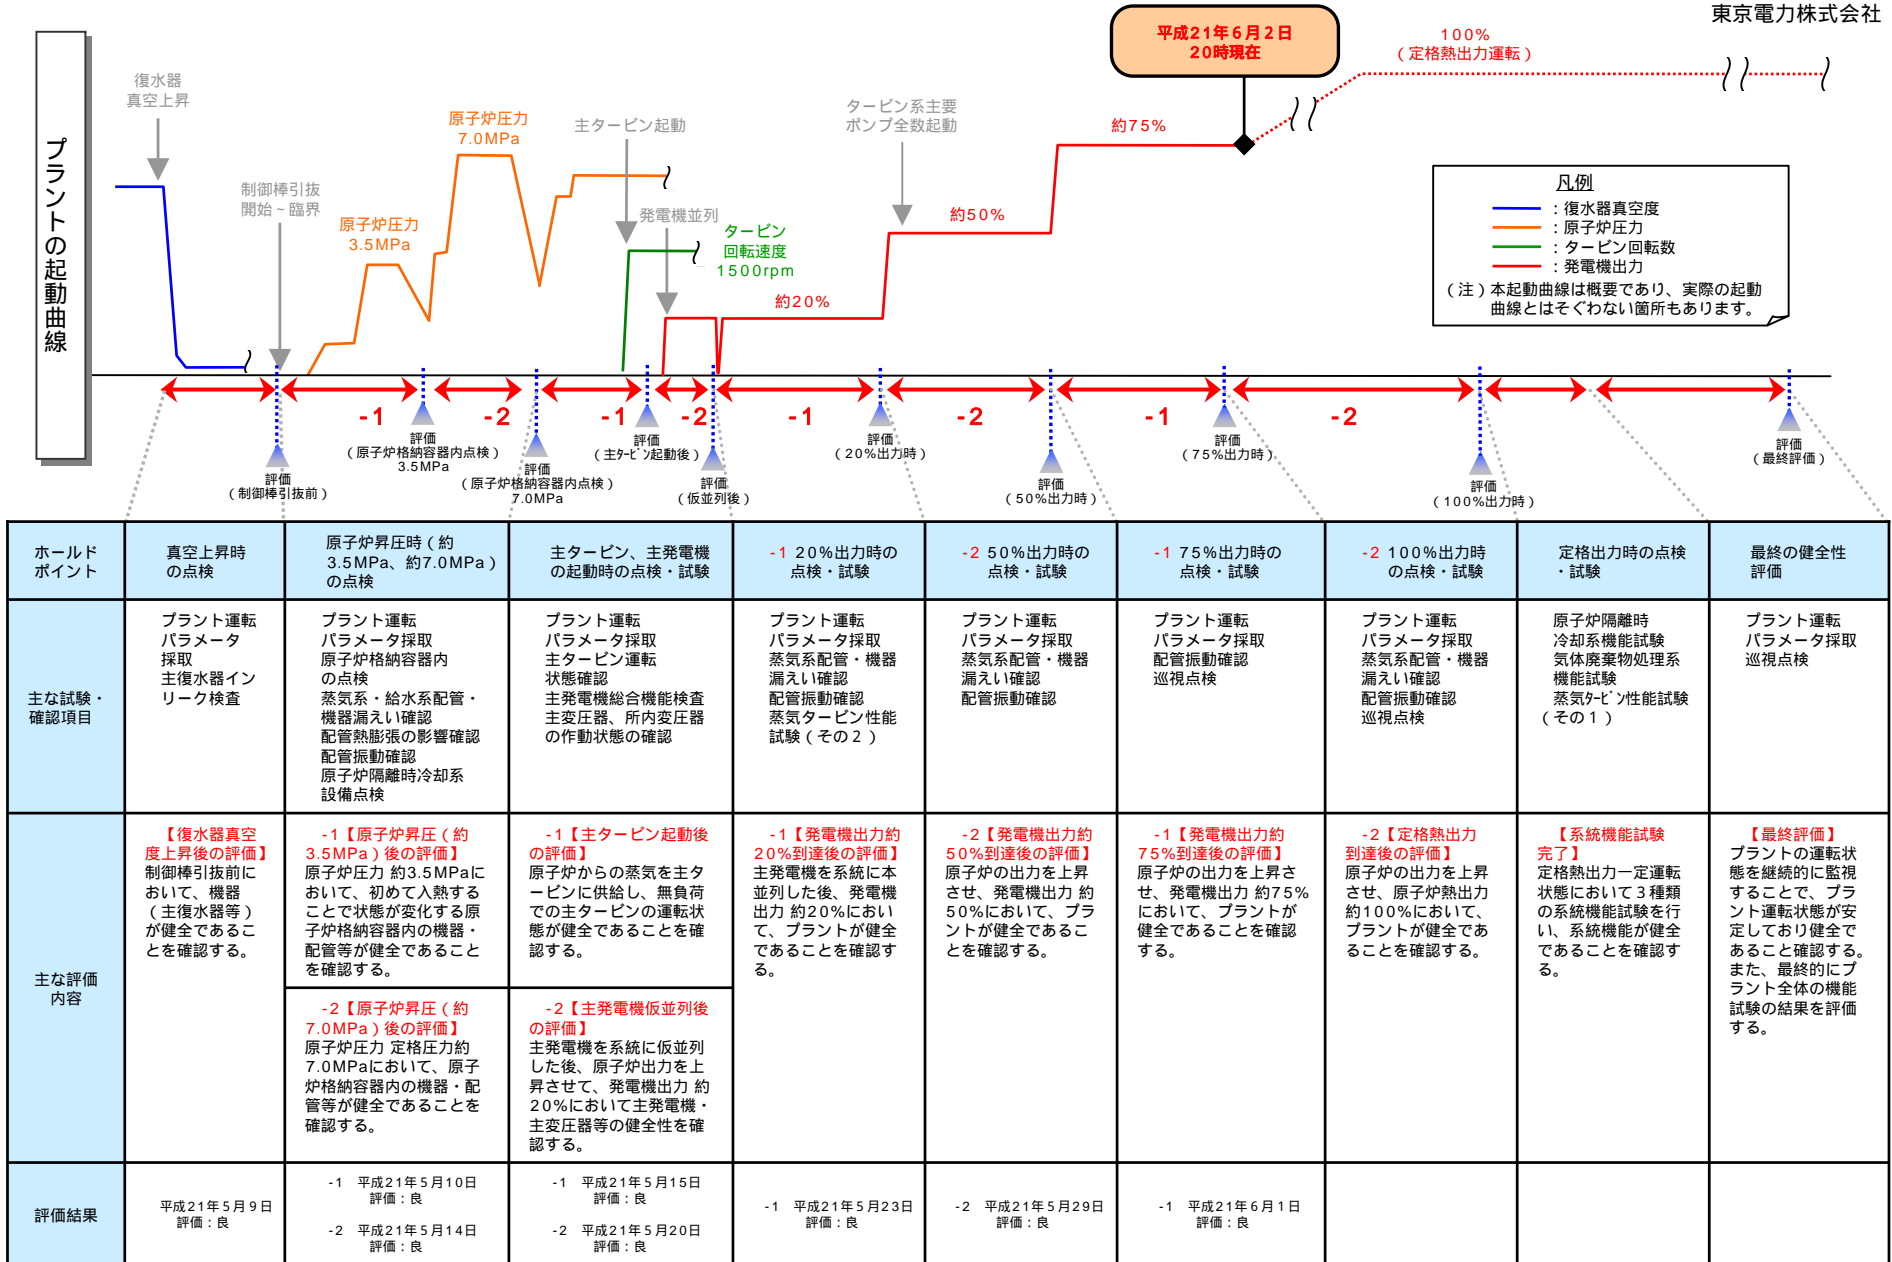 東京電力株式会社
プラントの起動曲線
復水器
真空上昇
制御棒引抜
開始～臨界
原子炉圧力
3.5MPa
原子炉圧力
7.0MPa
主タービン起動
発電機並列
タービン
回転速度
1500rpm
タービン系主要
ポンプ全数起動
約20%
約50%
約75%
平成21年6月2日
20時現在
100%
（定格熱出力運転）
凡例
：復水器真空度
：原子炉圧力
：タービン回転数
：発電機出力
（注）本起動曲線は概要であり、実際の起動
曲線とはそぐわない箇所もあります。
-1
-2
-1
-2
-1
-2
-1
-2
評価
（制御棒引抜前）
評価
（原子炉格納容器内点検）
3.5MPa
評価
（原子炉格納容器内点検）
7.0MPa
評価
（主ﾀｰﾋﾞﾝ起動後）
評価
（仮並列後）
評価
（20%出力時）
評価
（50%出力時）
評価
（75%出力時）
評価
（100%出力時）
評価
（最終評価）
ホールド
ポイント
真空上昇時
の点検
原子炉昇圧時（約
3.5MPa、約7.0MPa）
の点検
主タービン、主発電機
の起動時の点検・試験
-1 20%出力時の
点検・試験
-2 50%出力時の
点検・試験
-1 75%出力時の
点検・試験
-2 100%出力時
の点検・試験
定格出力時の点検
・試験
最終の健全性
評価
主な試験・
確認項目
プラント運転
パラメータ
採取
主復水器イン
リーク検査
プラント運転
パラメータ採取
原子炉格納容器内
の点検
蒸気系・給水系配管・
機器漏えい確認
配管熱膨張の影響確認
配管振動確認
原子炉隔離時冷却系
設備点検
プラント運転
パラメータ採取
主タービン運転
状態確認
主発電機総合機能検査
主変圧器、所内変圧器
の作動状態の確認
プラント運転
パラメータ採取
蒸気系配管・機器
漏えい確認
配管振動確認
蒸気タービン性能
試験（その２）
プラント運転
パラメータ採取
蒸気系配管・機器
漏えい確認
配管振動確認
プラント運転
パラメータ採取
配管振動確認
巡視点検
プラント運転
パラメータ採取
蒸気系配管・機器
漏えい確認
配管振動確認
巡視点検
原子炉隔離時
冷却系機能試験
気体廃棄物処理系
機能試験
蒸気ﾀｰﾋﾞﾝ性能試験
（その１）
プラント運転
パラメータ採取
巡視点検
主な評価
内容
【復水器真空
度上昇後の評価】
制御棒引抜前に
おいて、機器
（主復水器等）
が健全であるこ
とを確認する。
-1【原子炉昇圧（約
3.5MPa）後の評価】
原子炉圧力 約3.5MPaに
おいて、初めて入熱する
ことで状態が変化する原
子炉格納容器内の機器・
配管等が健全であること
を確認する。
-2【原子炉昇圧（約
7.0MPa）後の評価】
原子炉圧力 定格圧力約
7.0MPaにおいて、原子
炉格納容器内の機器・配
管等が健全であることを
確認する。
-1【主タービン起動後
の評価】
原子炉からの蒸気を主タ
ービンに供給し、無負荷
での主タービンの運転状
態が健全であることを確
認する。
-2【主発電機仮並列後
の評価】
主発電機を系統に仮並列
した後、原子炉出力を上
昇させて、発電機出力 約
20%において主発電機・
主変圧器等の健全性を確
認する。
-1【発電機出力約
20%到達後の評価】
主発電機を系統に本
並列した後、発電機
出力 約20%におい
て、プラントが健全
であることを確認す
る。
-2【発電機出力約
50%到達後の評価】
原子炉の出力を上昇
させ、発電機出力 約
50%において、プラ
ントが健全であるこ
とを確認する。
-1【発電機出力約
75%到達後の評価】
原子炉の出力を上昇さ
せ、発電機出力 約75%
において、プラントが
健全であることを確認
する。
-2【定格熱出力
到達後の評価】
原子炉の出力を上昇
させ、原子炉熱出力
約100%において、
プラントが健全であ
ることを確認する。
【系統機能試験
完了】
定格熱出力一定運転
状態において３種類
の系統機能試験を行
い、系統機能が健全
であることを確認す
る。
【最終評価】
プラントの運転状
態を継続的に監視
することで、プラ
ント運転状態が安
定しており健全で
あること確認する。
また、最終的にプ
ラント全体の機能
試験の結果を評価
する。
評価結果
平成21年５月９日
評価：良
-1　平成21年５月10日
評価：良
-2　平成21年５月14日
評価：良
-1　平成21年５月15日
評価：良
-2　平成21年５月20日
評価：良
-1　平成21年５月23日
評価：良
-2　平成21年５月29日
評価：良
-1　平成21年６月１日
評価：良